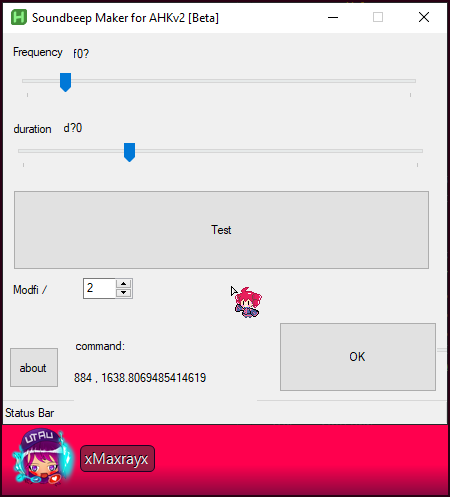 Soundbeep Maker for AHKv2 [Beta]
Frequency f0?
duration d?0
Test
Modfi / 2
command:
about
OK
884 , 1638.8069485414619
Status Bar
UTAU
xMaxrayx